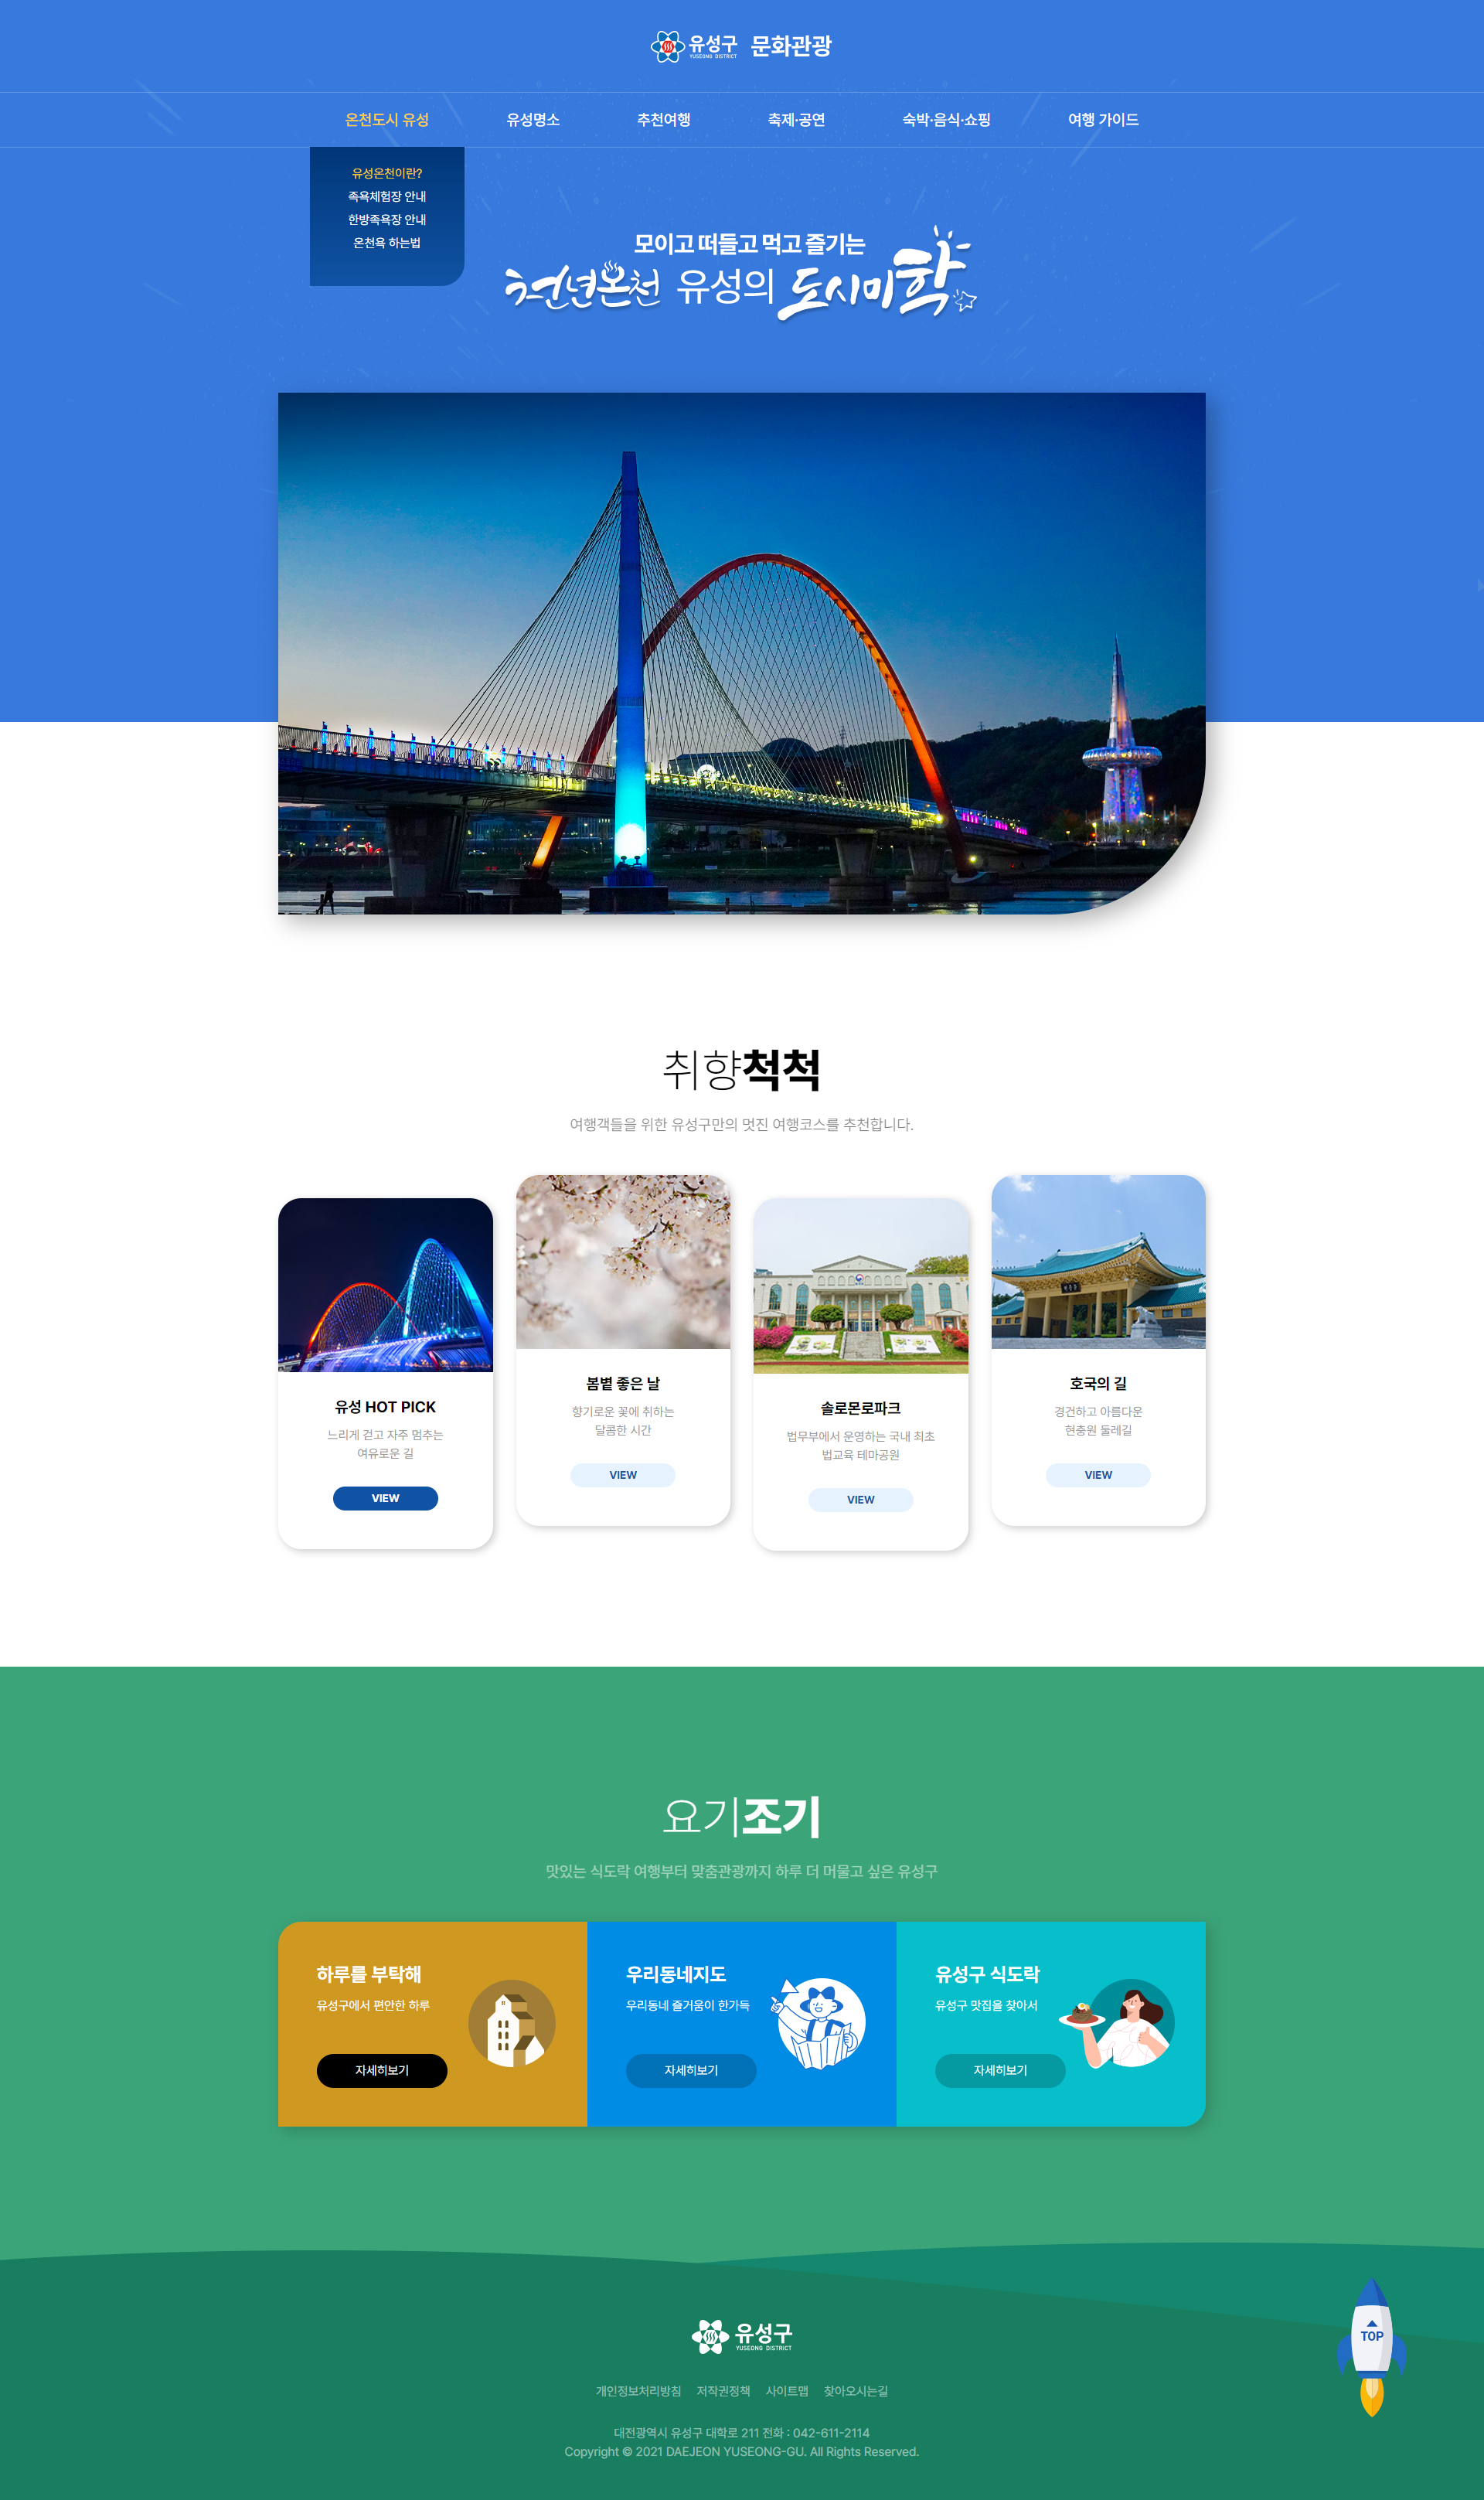 유성구 문화관광
YUSEONG DISTRICT
온천도시 유성 유성명소 추천여행 축제·공연 숙박·음식·쇼핑 여행 가이드
유성온천이란?
족욕체험장 안내
한방족욕장 안내
온천욕 하는법
모이고 떠들고 먹고 즐기는
천년온천 유성의 도시미학
취향척척
여행객들을 위한 유성구만의 멋진 여행코스를 추천합니다.
유성 HOT PICK
느리게 걷고 자주 멈추는
여유로운 길
VIEW
봄볕 좋은 날
향기로운 꽃에 취하는
달콤한 시간
VIEW
솔로몬로파크
법무부에서 운영하는 국내 최초
법교육 테마공원
VIEW
호국의 길
경건하고 아름다운
현충원 둘레길
VIEW
요기조기
맛있는 식도락 여행부터 맞춤관광까지 하루 더 머물고 싶은 유성구
하루를 부탁해
유성구에서 편안한 하루
자세히보기
우리동네지도
우리동네 즐거움이 한가득
자세히보기
유성구 식도락
유성구 맛집을 찾아서
자세히보기
TOP
유성구
YUSEONG DISTRICT
개인정보처리방침 저작권정책 사이트맵 찾아오시는길
대전광역시 유성구 대학로 211 전화 : 042-611-2114
Copyright © 2021 DAEJEON YUSEONG-GU. All Rights Reserved.